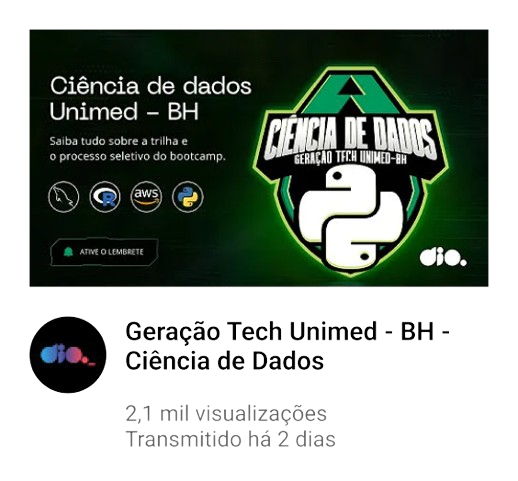 Ciência de dados
Unimed – BH
Saiba tudo sobre a trilha e
o processo seletivo do bootcamp.
R
aws
ATIVE O LEMBRETE
CIÊNCIA DE DADOS
GERAÇÃO TECH UNIMED-BH
dio.
dio._
Geração Tech Unimed - BH -
Ciência de Dados
2,1 mil visualizações
Transmitido há 2 dias